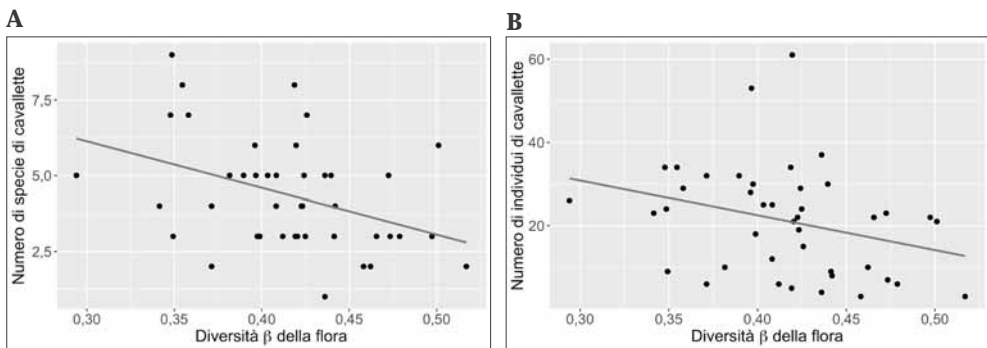 A
Numero di specie di cavallette
7,5
5,0
2,5
0,30 0,35 0,40 0,45 0,50
Diversità β della flora
B
Numero di individui di cavallette
60
40
20
0,30 0,35 0,40 0,45 0,50
Diversità β della flora